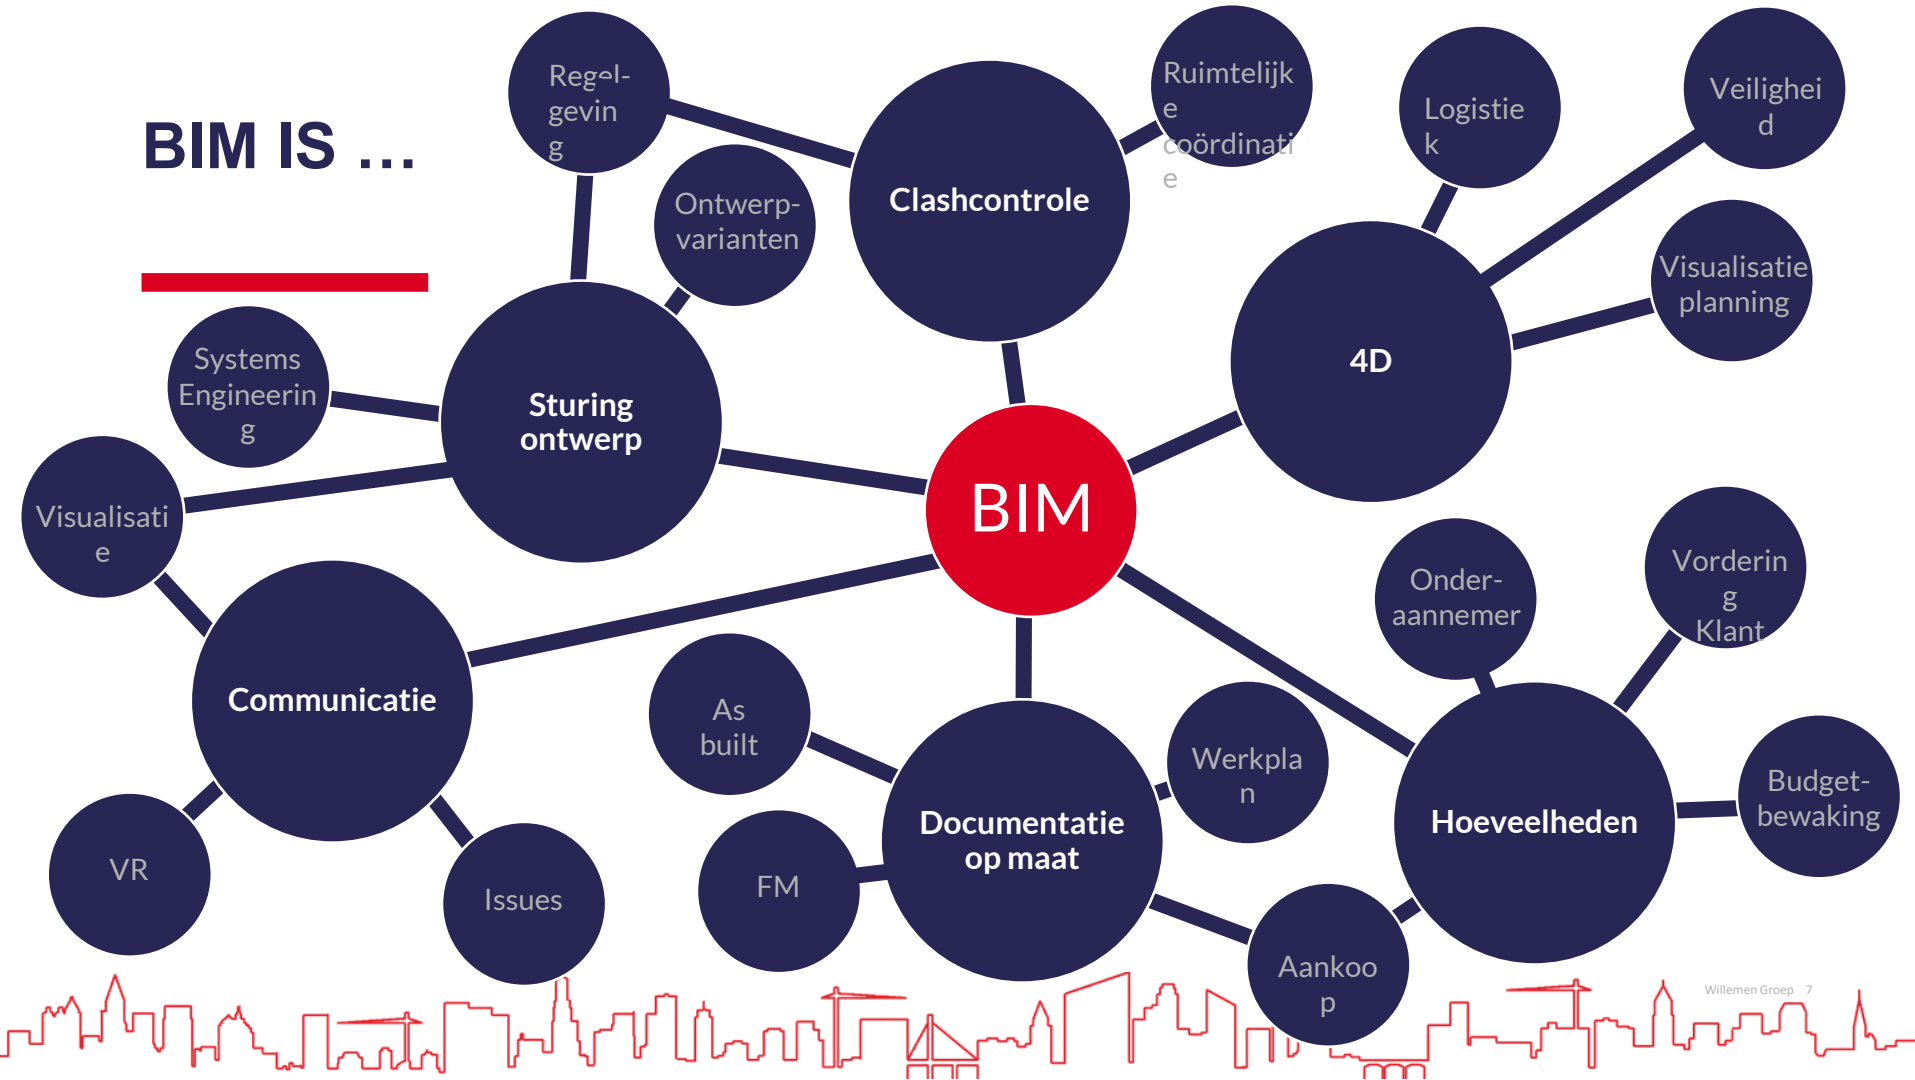 BIM IS …
Regel-
gevin
g
Ontwerp-
varianten
Clashcontrole
Ruimtelijk
e
coördinati
e
Logistie
k
Veilighei
d
Visualisatie
planning
4D
Systems
Engineerin
g
Sturing
ontwerp
Visualisati
e
BIM
Onder-
aannemer
Vorderin
g
Klant
Communicatie
As
built
Werkpla
n
Budget-
bewaking
Documentatie
op maat
Hoeveelheden
VR
Issues
FM
Aankoo
p
Willemen Groep 7